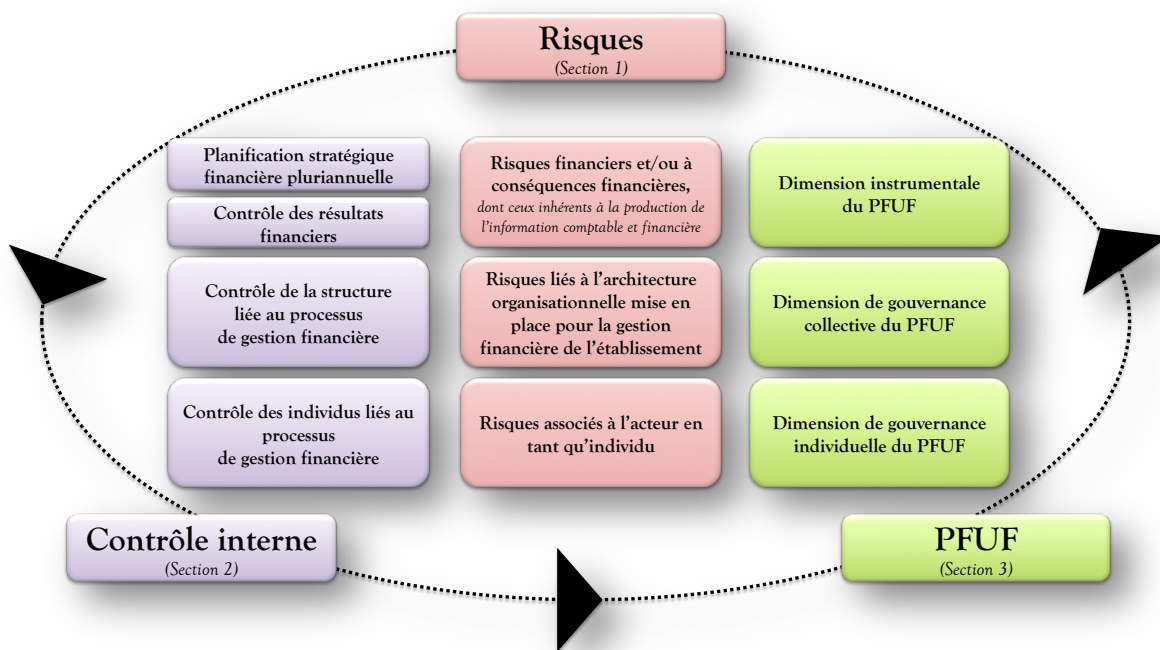 Risques
(Section 1)
Planification stratégique
financière pluriannuelle
Contrôle des résultats
financiers
Contrôle de la structure
liée au processus
de gestion financière
Contrôle des individus liés au
processus
de gestion financière
Risques financiers et/ou à
conséquences financières,
dont ceux inhérents à la production de
l'information comptable et financière
Risques liés à l'architecture
organisationnelle mise en
place pour la gestion
financière de l'établissement
Risques associés à l'acteur en
tant qu'individu
Dimension instrumentale
du PFUF
Dimension de gouvernance
collective du PFUF
Dimension de gouvernance
individuelle du PFUF
Contrôle interne
(Section 2)
PFUF
(Section 3)